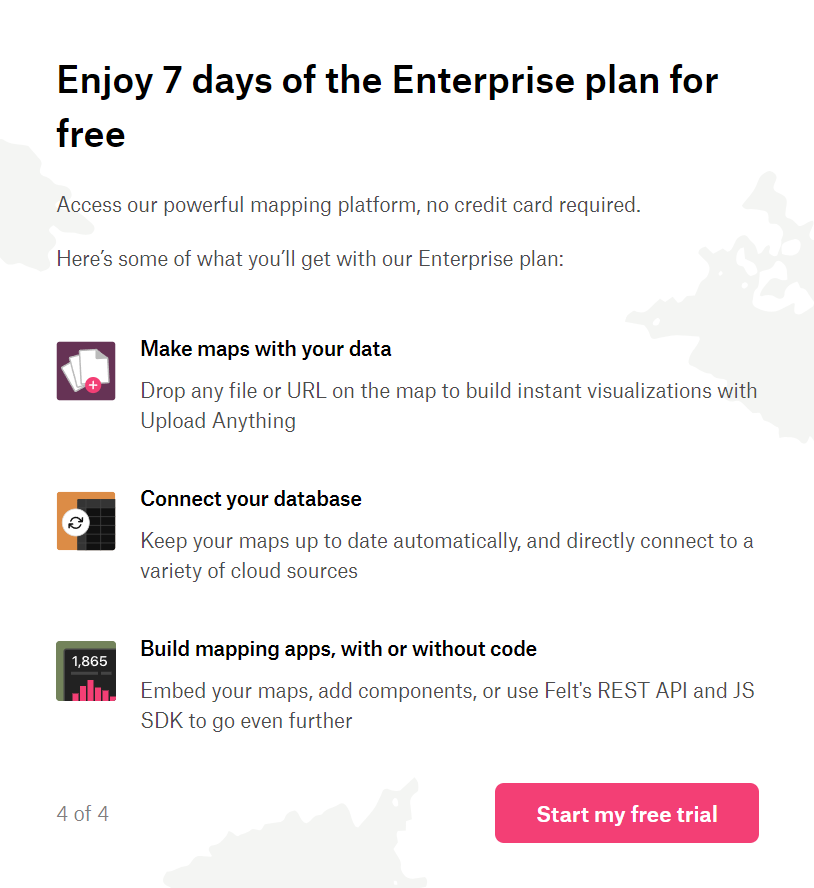 Enjoy 7 days of the Enterprise plan for
free
Access our powerful mapping platform, no credit card required.
Here’s some of what you’ll get with our Enterprise plan:
Make maps with your data
Drop any file or URL on the map to build instant visualizations with
Upload Anything
Connect your database
Keep your maps up to date automatically, and directly connect to a
variety of cloud sources
1,865
Build mapping apps, with or without code
Embed your maps, add components, or use Felt's REST API and JS
SDK to go even further
4 of 4
Start my free trial